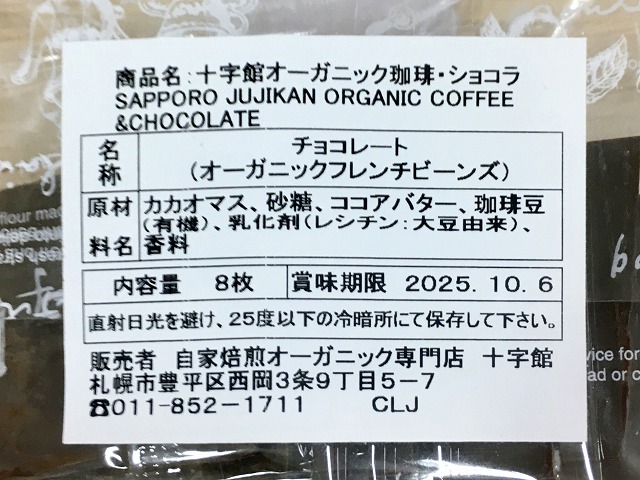 商品名:十字館オーガニック珈琲・ショコラ
SAPPORO JUJIKAN ORGANIC COFFEE
&CHOCOLATE
名称 チョコレート
(オーガニックフレンチビーンズ)
原材料名 カカオマス、砂糖、ココアバター、珈琲豆
(有機)、乳化剤(レシチン:大豆由来)、
香料
内容量 8枚 賞味期限 2025.10.6
直射日光を避け、25度以下の冷暗所にて保存して下さい。
販売者 自家焙煎オーガニック専門店 十字館
札幌市豊平区西岡3条9丁目5-7
☎011-852-1711 CLJ
flour mad
vice for
ad or c